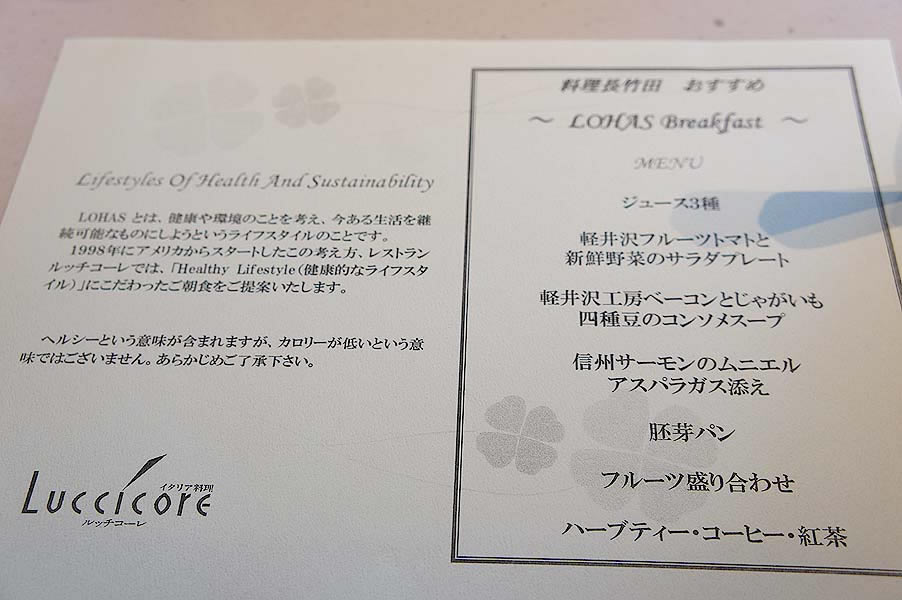 Lifestyles Of Health And Sustainability
LOHAS とは、健康や環境のことを考え、今ある生活を継
続可能なものにしようというライフスタイルのことです。
1998年にアメリカからスタートしたこの考え方、レストラン
ルッチコーレでは、「Healthy Lifestyle(健康的なライフスタ
イル)」にこだわったご朝食をご提案いたします。
ヘルシーという意味が含まれますが、カロリーが低いという意
味ではございません。あらかじめご了承下さい。
イタリア料理
Luccicore
ルッチコーレ
料理長竹田 おすすめ
～ LOHAS Breakfast ～
MENU
ジュース3種
軽井沢フルーツトマトと
新鮮野菜のサラダプレート
軽井沢工房ベーコンとじゃがいも
四種豆のコンソメスープ
信州サーモンのムニエル
アスパラガス添え
胚芽パン
フルーツ盛り合わせ
ハーブティー・コーヒー・紅茶